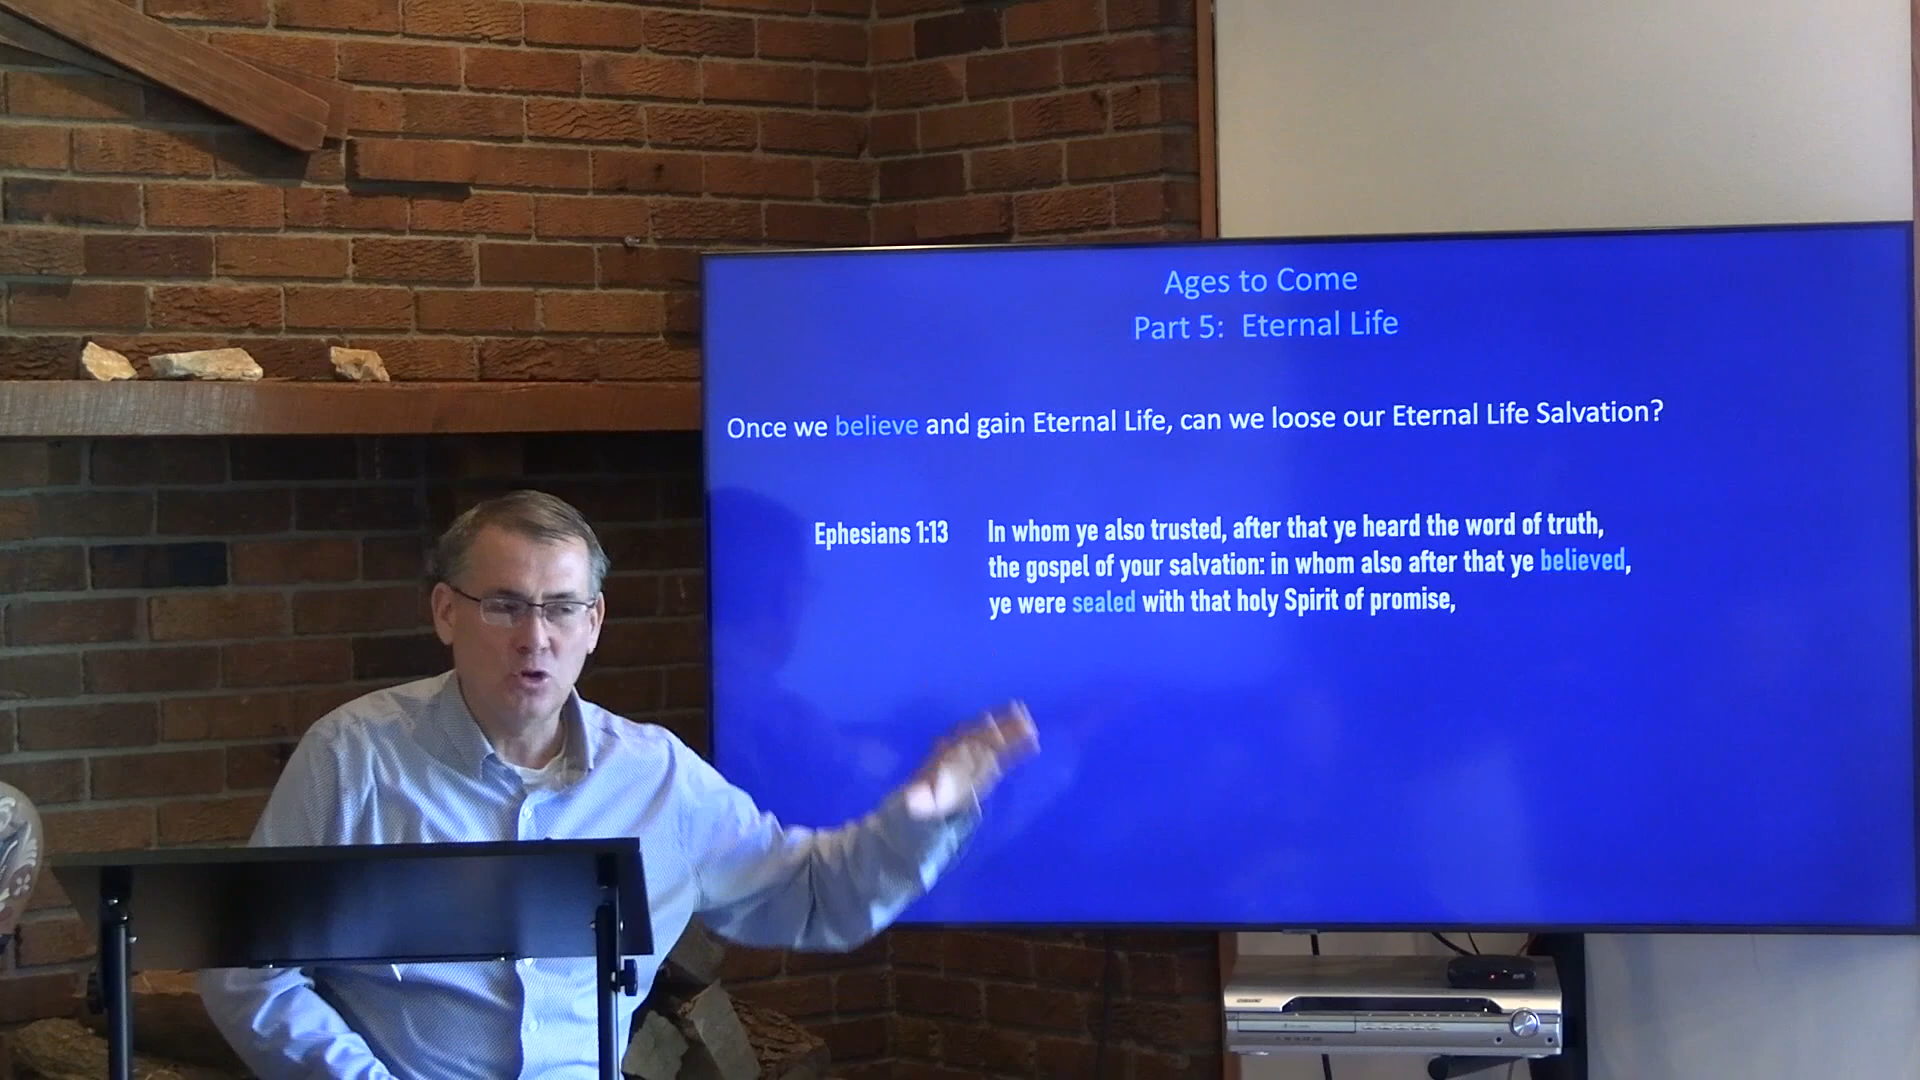 Ages to Come
Part 5: Eternal Life
Once we believe and gain Eternal Life, can we loose our Eternal Life Salvation?
Ephesians 1:13 In whom ye also trusted, after that ye heard the word of truth,
the gospel of your salvation: in whom also after that ye believed,
ye were sealed with that holy Spirit of promise,